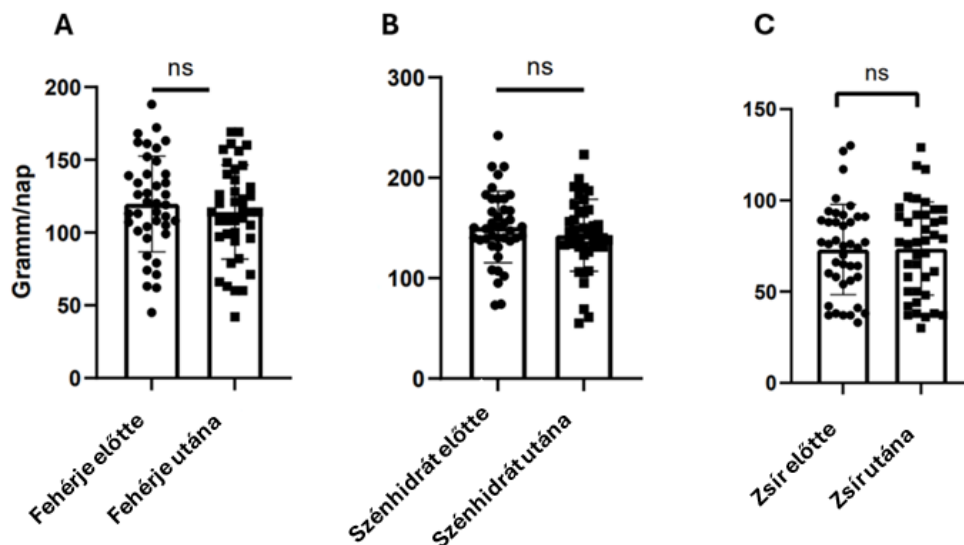 A
B
C
ns
ns
ns
Gramm/nap
200
150
100
50
0
300
200
100
0
150
100
50
0
Fehérje előtte
Fehérje utána
Szénhidrát előtte
Szénhidrát utána
Zsír előtte
Zsír utána